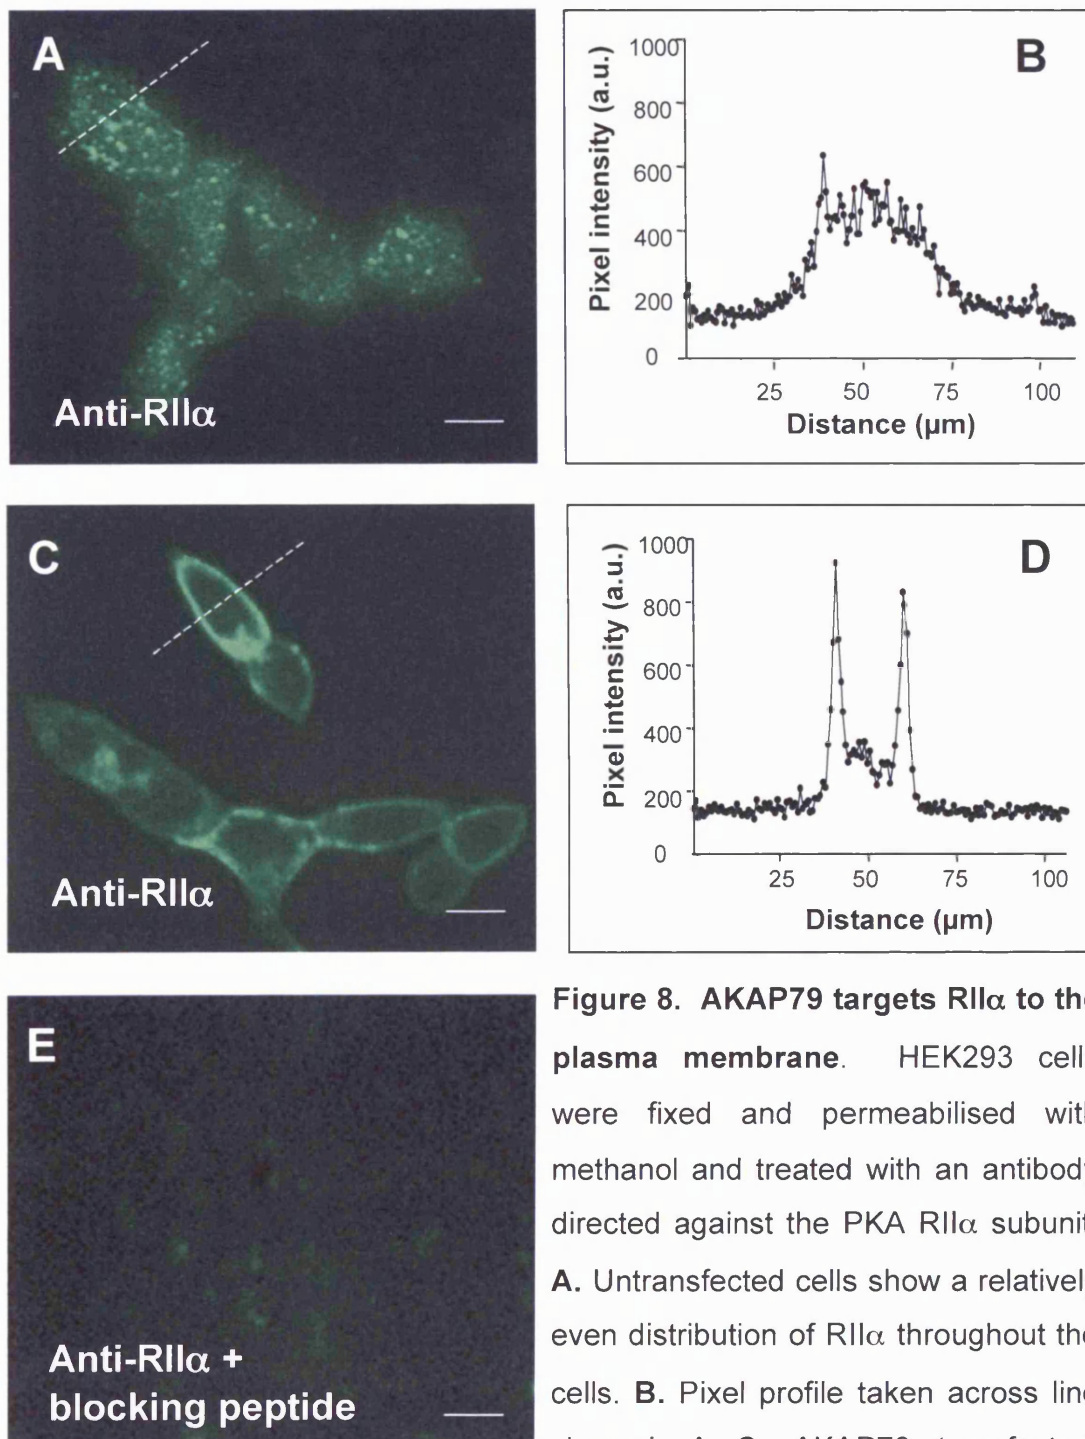 A
Anti-RIIα
B
Pixel intensity (a.u.)
1000
800
600
400
200
0
25 50 75 100
Distance (µm)
C
Anti-RIIα
D
Pixel intensity (a.u.)
1000
800
600
400
200
0
25 50 75 100
Distance (µm)
E
Anti-RIIα +
blocking peptide
Figure 8. AKAP79 targets RIIα to the
plasma membrane. HEK293 cell
were fixed and permeabilised with
methanol and treated with an antibody
directed against the PKA RIIα subunit
A. Untransfected cells show a relativel
even distribution of RIIα throughout the
cells. B. Pixel profile taken across line